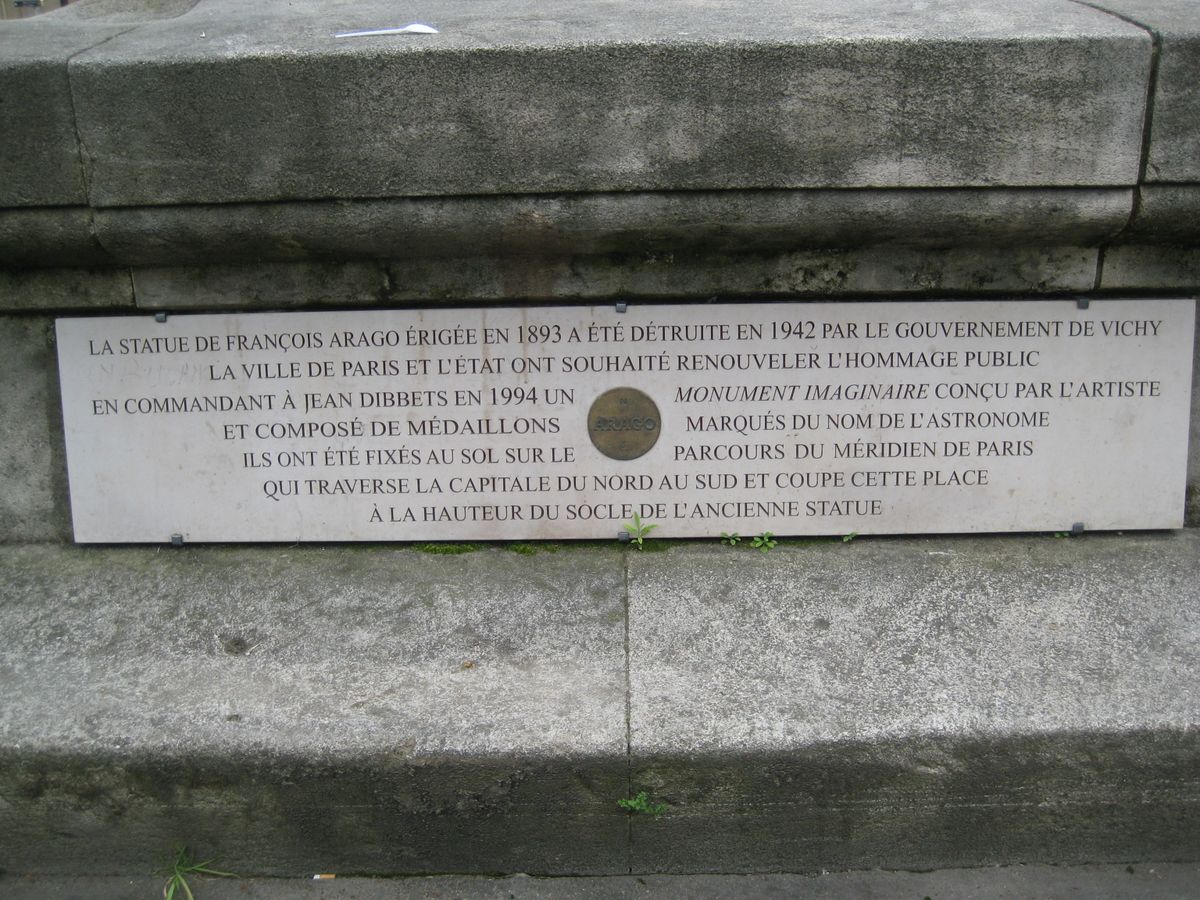 LA STATUE DE FRANÇOIS ARAGO ÉRIGÉE EN 1893 A ÉTÉ DÉTRUITE EN 1942 PAR LE GOUVERNEMENT DE VICHY
LA VILLE DE PARIS ET L'ÉTAT ONT SOUHAITÉ RENOUVELER L'HOMMAGE PUBLIC
EN COMMANDANT À JEAN DIBBETS EN 1994 UN MONUMENT IMAGINAIRE CONÇU PAR L'ARTISTE
ET COMPOSÉ DE MÉDAILLONS MARQUÉS DU NOM DE L'ASTRONOME
ILS ONT ÉTÉ FIXÉS AU SOL SUR LE PARCOURS DU MÉRIDIEN DE PARIS
QUI TRAVERSE LA CAPITALE DU NORD AU SUD ET COUPE CETTE PLACE
À LA HAUTEUR DU SOCLE DE L'ANCIENNE STATUE
N
ARAGO
S